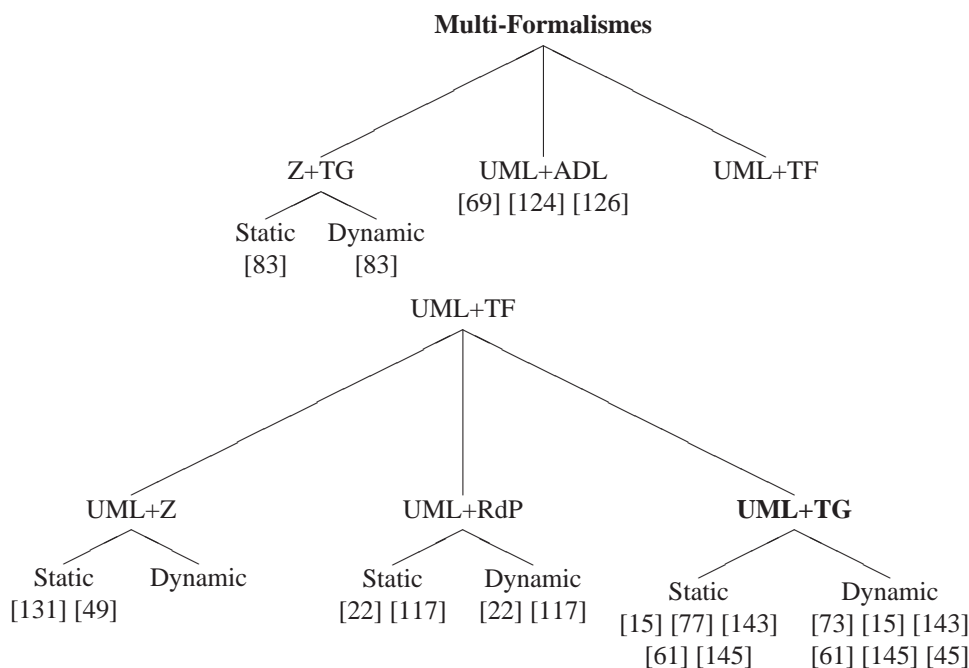 Multi-Formalismes
Z+TG UML+ADL UML+TF
[69] [124] [126]
Static Dynamic
[83] [83]
UML+TF
UML+Z UML+RdP UML+TG
Static Dynamic Static Dynamic Static Dynamic
[131] [49] [22] [117] [22] [117] [15] [77] [143] [73] [15] [143]
[61] [145] [61] [145] [45]